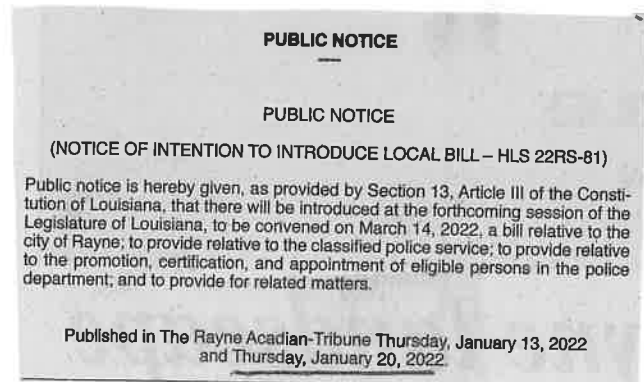 PUBLIC NOTICE
PUBLIC NOTICE
(NOTICE OF INTENTION TO INTRODUCE LOCAL BILL – HLS 22RS-81)
Public notice is hereby given, as provided by Section 13, Article III of the Consti-
tution of Louisiana, that there will be introduced at the forthcoming session of the
Legislature of Louisiana, to be convened on March 14, 2022, a bill relative to the
city of Rayne; to provide relative to the classified police service; to provide relative
to the promotion, certification, and appointment of eligible persons in the police
department; and to provide for related matters.
Published in The Rayne Acadian-Tribune Thursday, January 13, 2022
and Thursday, January 20, 2022